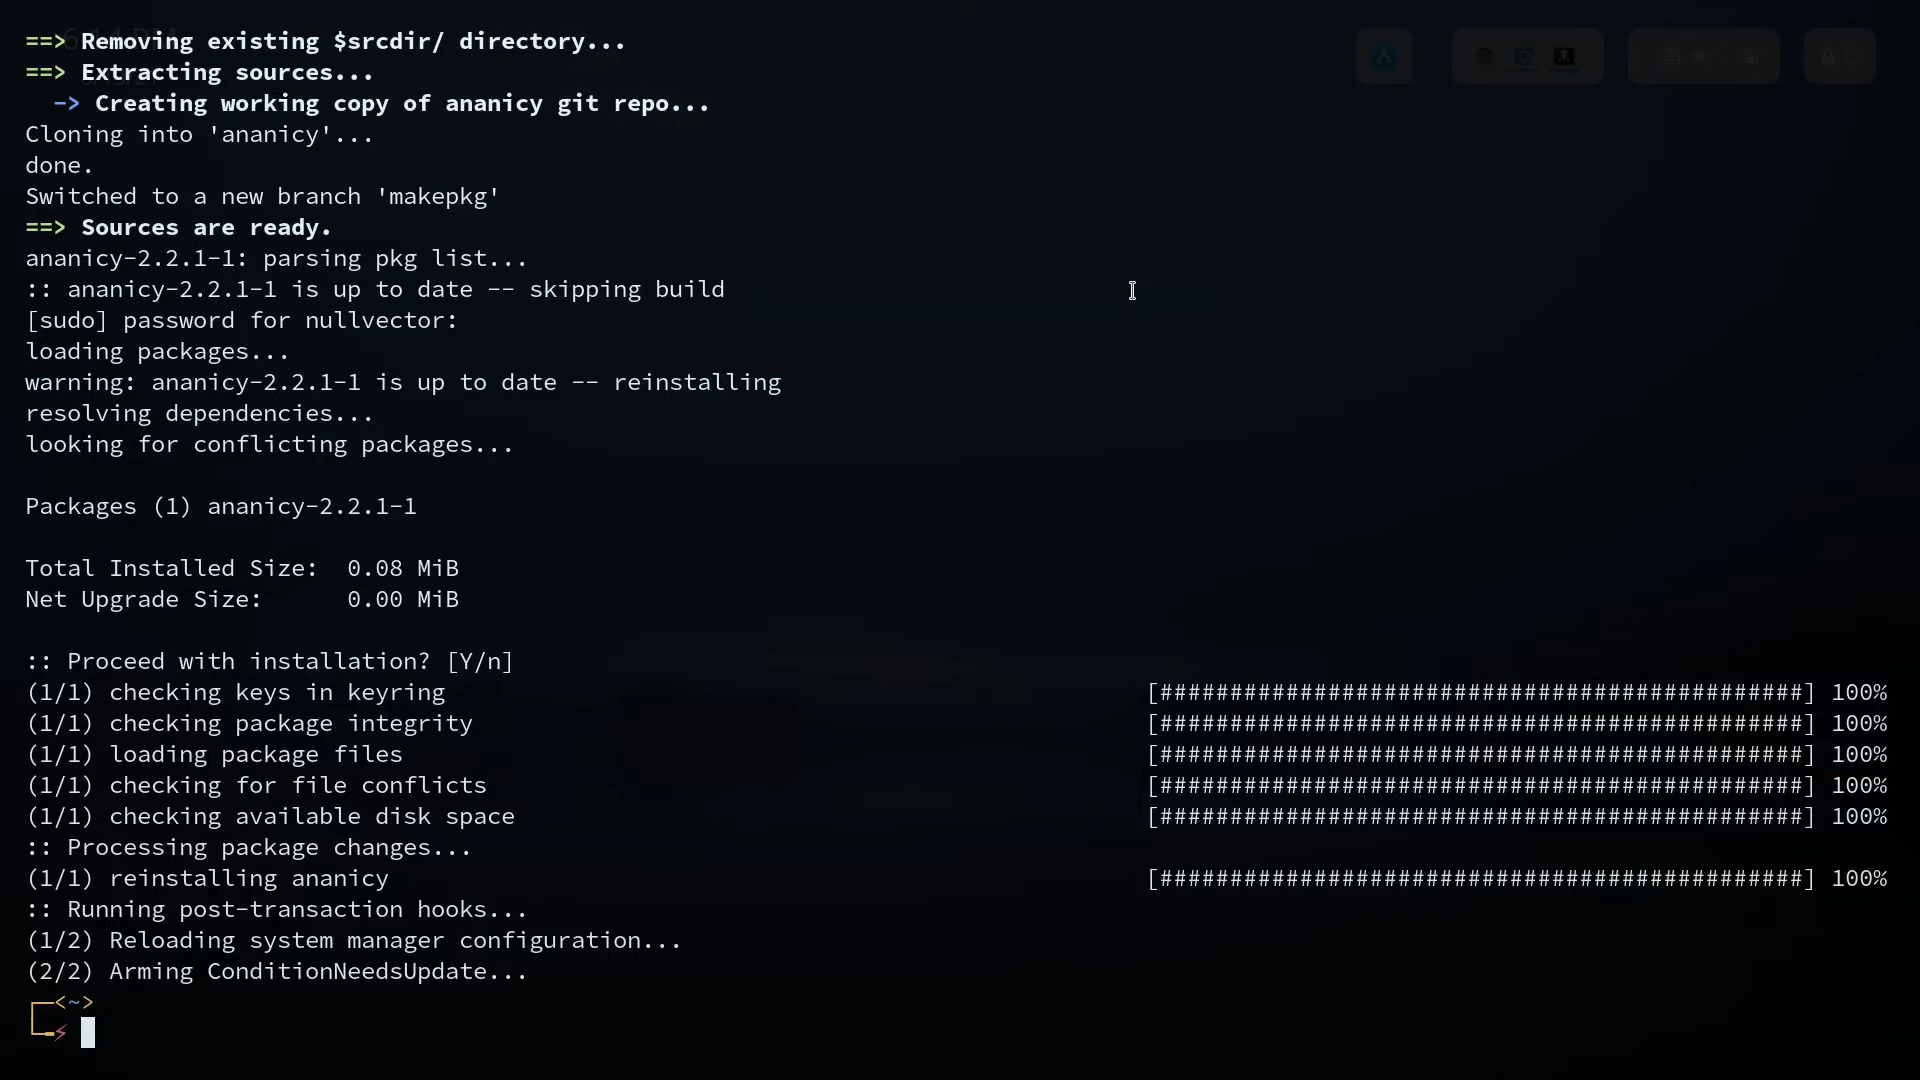 ==> Removing existing $srcdir/ directory...
==> Extracting sources...
  -> Creating working copy of ananicy git repo...
Cloning into 'ananicy'...
done.
Switched to a new branch 'makepkg'
==> Sources are ready.
ananicy-2.2.1-1: parsing pkg list...
:: ananicy-2.2.1-1 is up to date -- skipping build
[sudo] password for nullvector:
loading packages...
warning: ananicy-2.2.1-1 is up to date -- reinstalling
resolving dependencies...
looking for conflicting packages...
Packages (1) ananicy-2.2.1-1
Total Installed Size:  0.08 MiB
Net Upgrade Size:      0.00 MiB
:: Proceed with installation? [Y/n]
(1/1) checking keys in keyring [##############################################] 100%
(1/1) checking package integrity [##############################################] 100%
(1/1) loading package files [##############################################] 100%
(1/1) checking for file conflicts [##############################################] 100%
(1/1) checking available disk space [##############################################] 100%
:: Processing package changes...
(1/1) reinstalling ananicy [##############################################] 100%
:: Running post-transaction hooks...
(1/2) Reloading system manager configuration...
(2/2) Arming ConditionNeedsUpdate...
┌─<~>
└─⚡